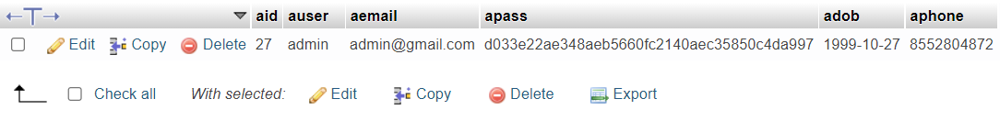 aid auser aemail apass adob aphone
Edit Copy Delete 27 admin admin@gmail.com d033e22ae348aeb5660fc2140aec35850c4da997 1999-10-27 8552804872
Check all With selected: Edit Copy Delete Export